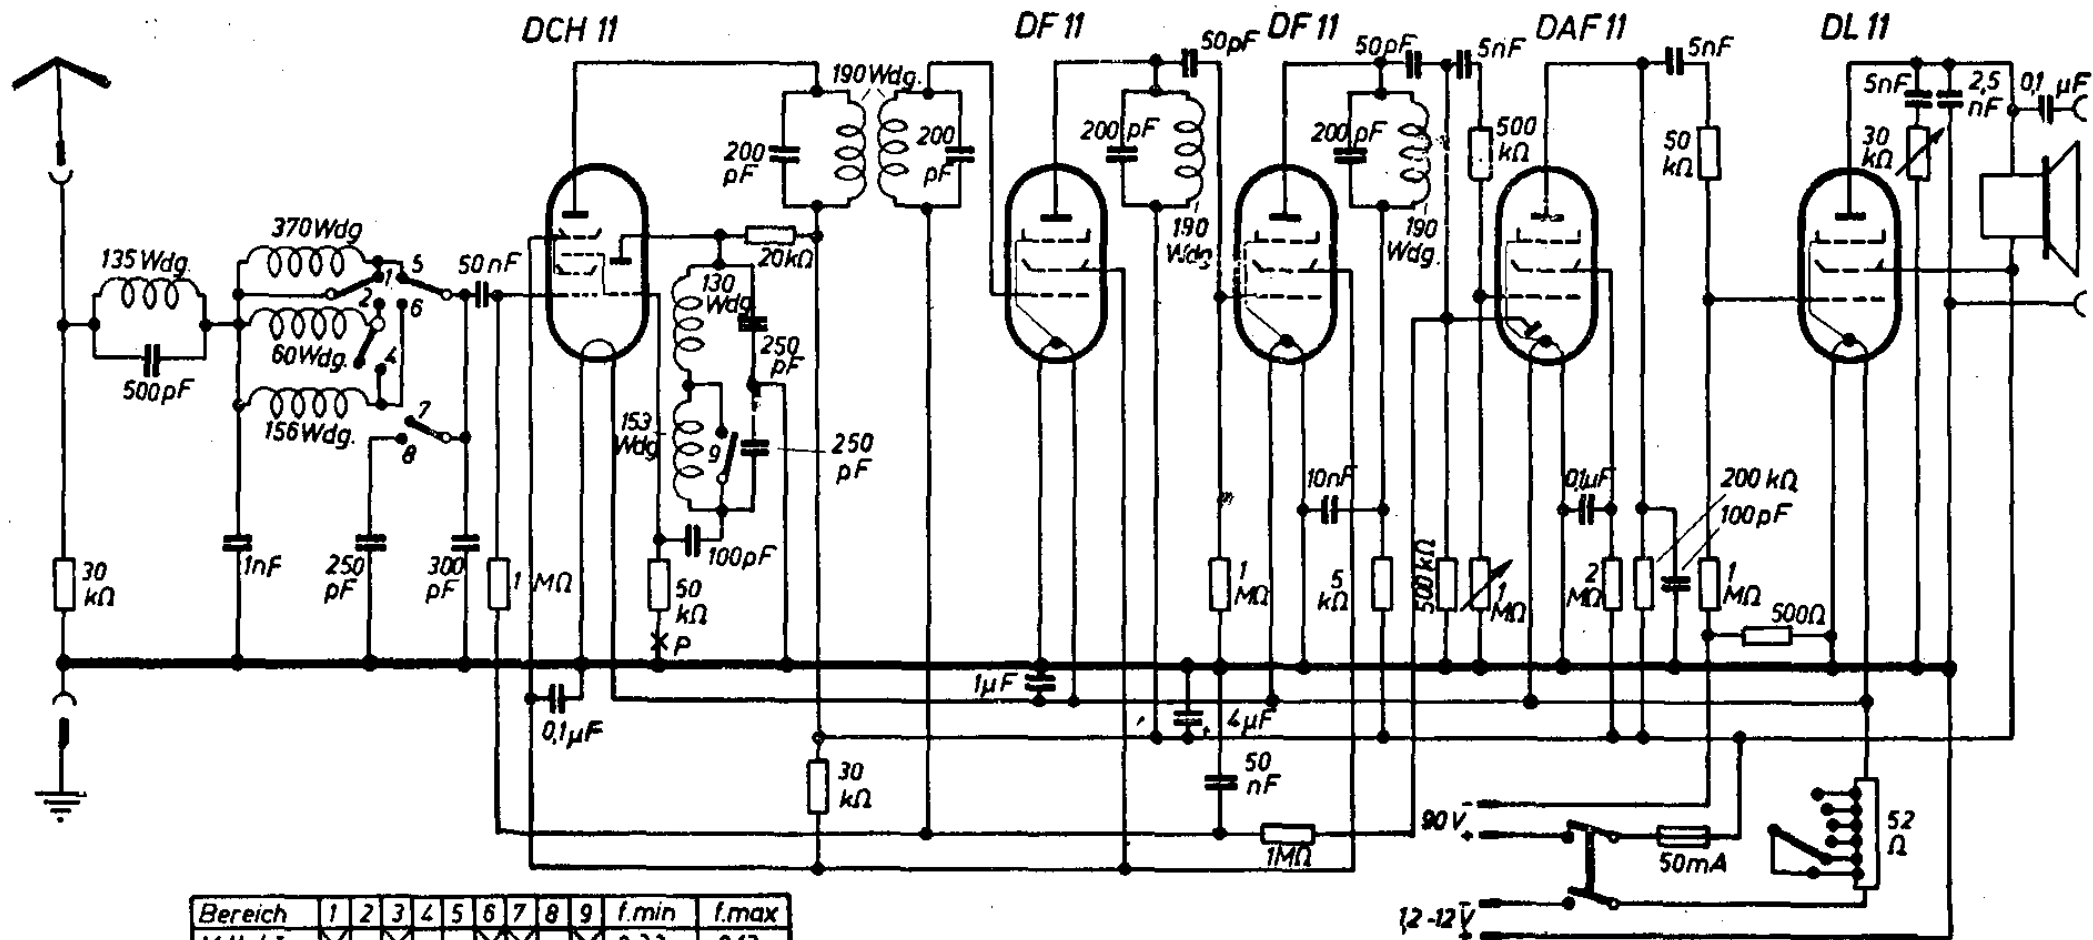 DCH 11
DF 11
DF 11
DAF 11
DL 11
190 Wdg.
50pF
50pF
5nF
5nF
5nF
2,5 nF
0,1 µF
200 pF
200 pF
200 pF
200 pF
500 kΩ
50 kΩ
30 kΩ
370 Wdg
135 Wdg.
50 nF
1
2
5
6
20kΩ
130 Wdg
190 Wdg
190 Wdg.
60 Wdg.
4
500pF
250 pF
156 Wdg.
7
8
153 Wdg
9
250 pF
10nF
0,1µF
200 kΩ
100pF
100pF
30 kΩ
1nF
250 pF
300 pF
1 MΩ
50 kΩ
P
1 MΩ
5 kΩ
500 kΩ
1 MΩ
2 MΩ
1 MΩ
500Ω
0,1µF
1µF
4µF
30 kΩ
50 nF
1MΩ
90 V
-
+
50mA
52 Ω
1,2 -12 V
-
+
Bereich 1 2 3 4 5 6 7 8 9 f.min f.max